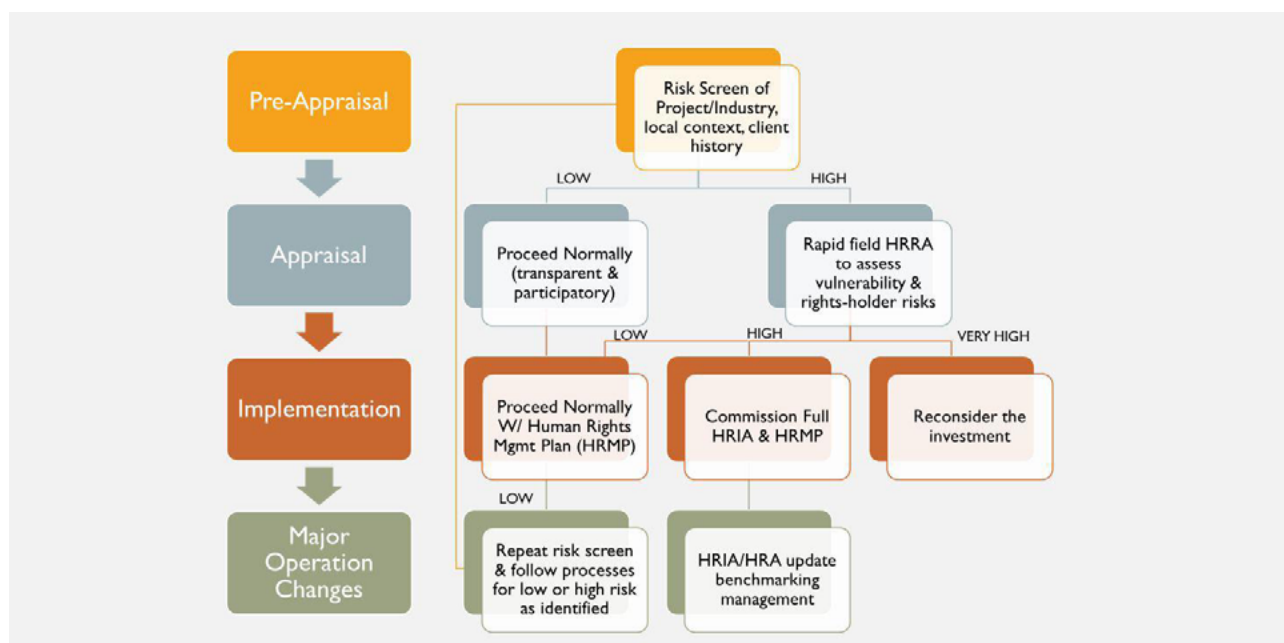 Pre-Appraisal
Risk Screen of
Project/Industry,
local context, client
history
LOW
HIGH
Appraisal
Proceed Normally
(transparent &
participatory)
Rapid field HRRA
to assess
vulnerability &
rights-holder risks
LOW
HIGH
VERY HIGH
Implementation
Proceed Normally
W/ Human Rights
Mgmt Plan (HRMP)
Commission Full
HRIA & HRMP
Reconsider the
investment
LOW
Major
Operation
Changes
Repeat risk screen
& follow processes
for low or high risk
as identified
HRIA/HRA update
benchmarking
management